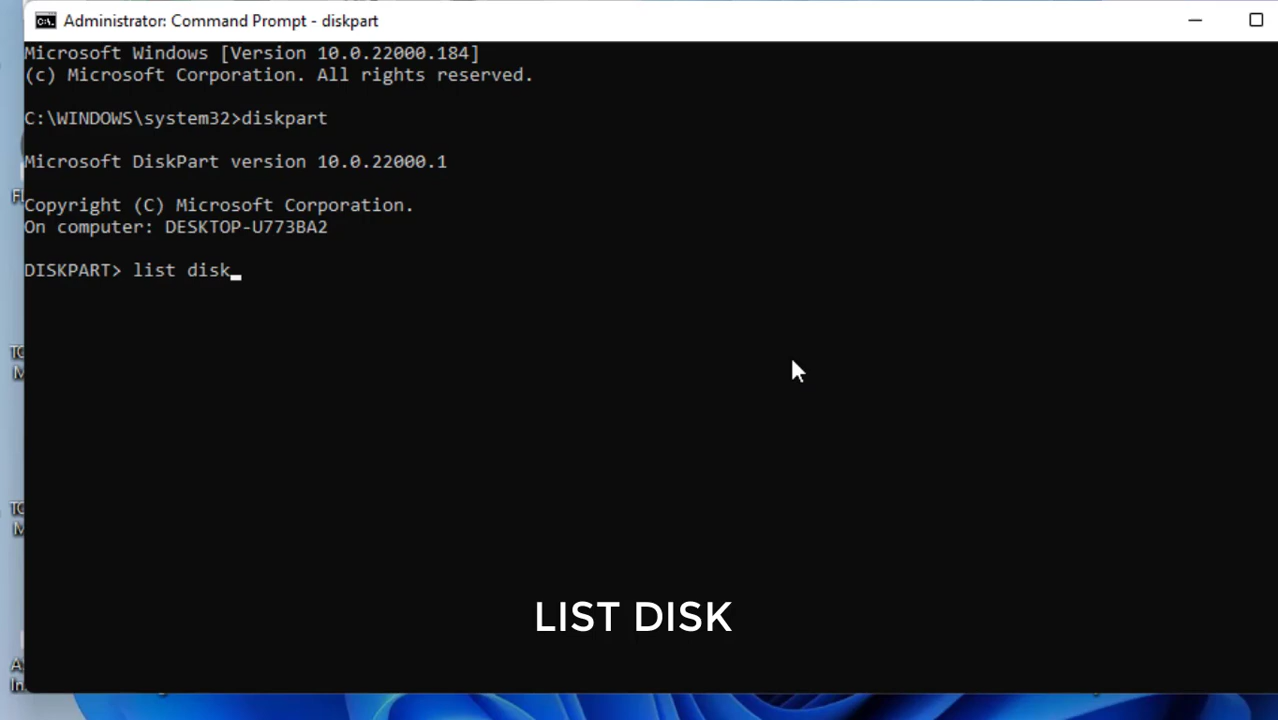 Administrator: Command Prompt - diskpart
Microsoft Windows [Version 10.0.22000.184]
(c) Microsoft Corporation. All rights reserved.
C:\WINDOWS\system32>diskpart
Microsoft DiskPart version 10.0.22000.1
Copyright (C) Microsoft Corporation.
On computer: DESKTOP-U773BA2
DISKPART> list disk
LIST DISK